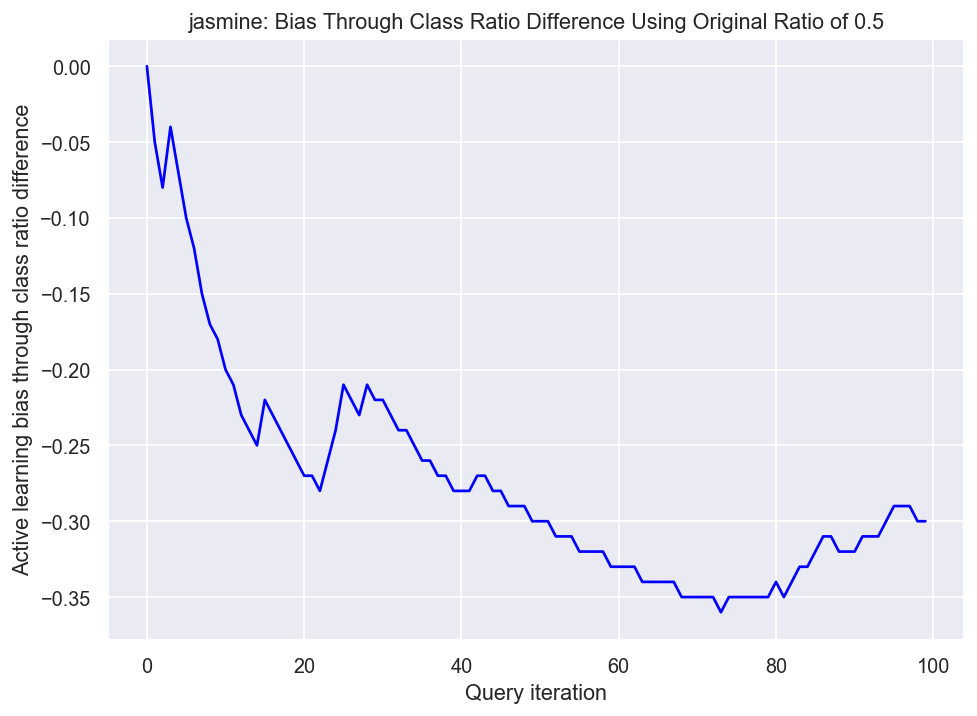 jasmine: Bias Through Class Ratio Difference Using Original Ratio of 0.5
Active learning bias through class ratio difference
0.00
−0.05
−0.10
−0.15
−0.20
−0.25
−0.30
−0.35
0 20 40 60 80 100
Query iteration